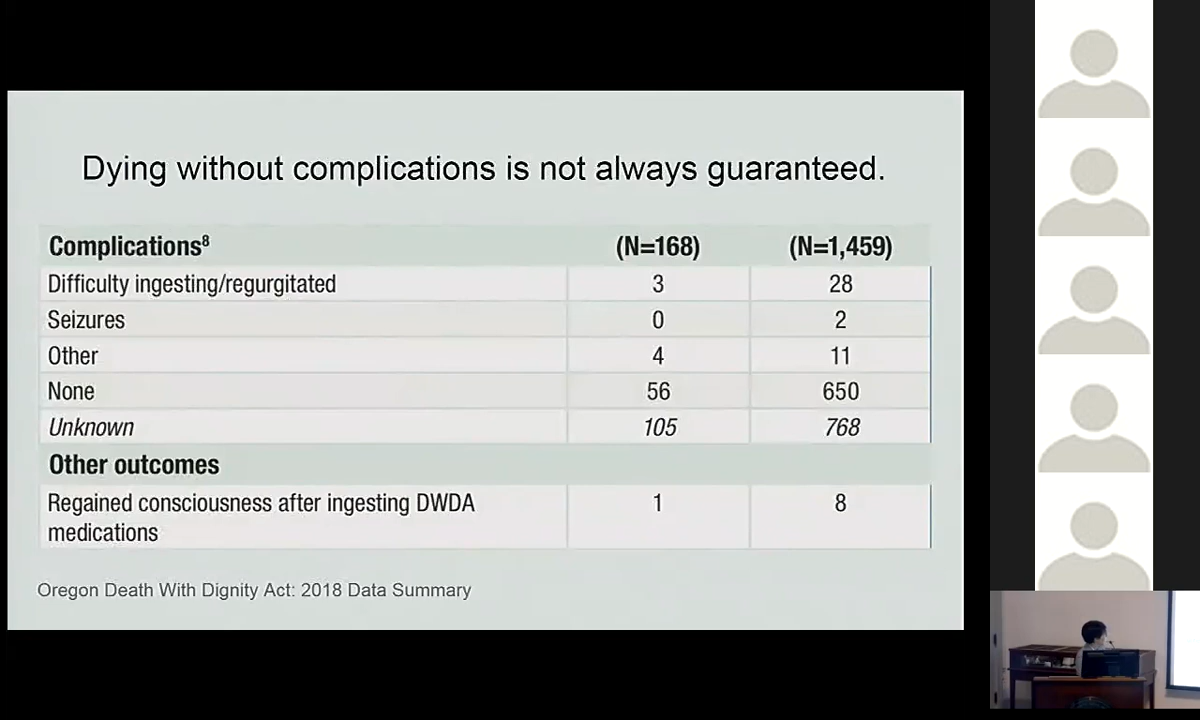 Dying without complications is not always guaranteed.
Complications⁸ (N=168) (N=1,459)
Difficulty ingesting/regurgitated 3 28
Seizures 0 2
Other 4 11
None 56 650
Unknown 105 768
Other outcomes
Regained consciousness after ingesting DWDA 1 8
medications
Oregon Death With Dignity Act: 2018 Data Summary